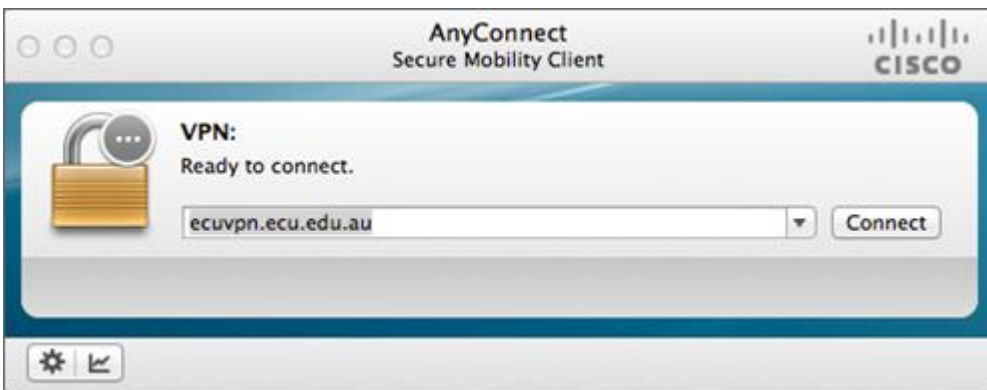 AnyConnect
Secure Mobility Client
CISCO
VPN:
Ready to connect.
ecuvpn.ecu.edu.au
Connect